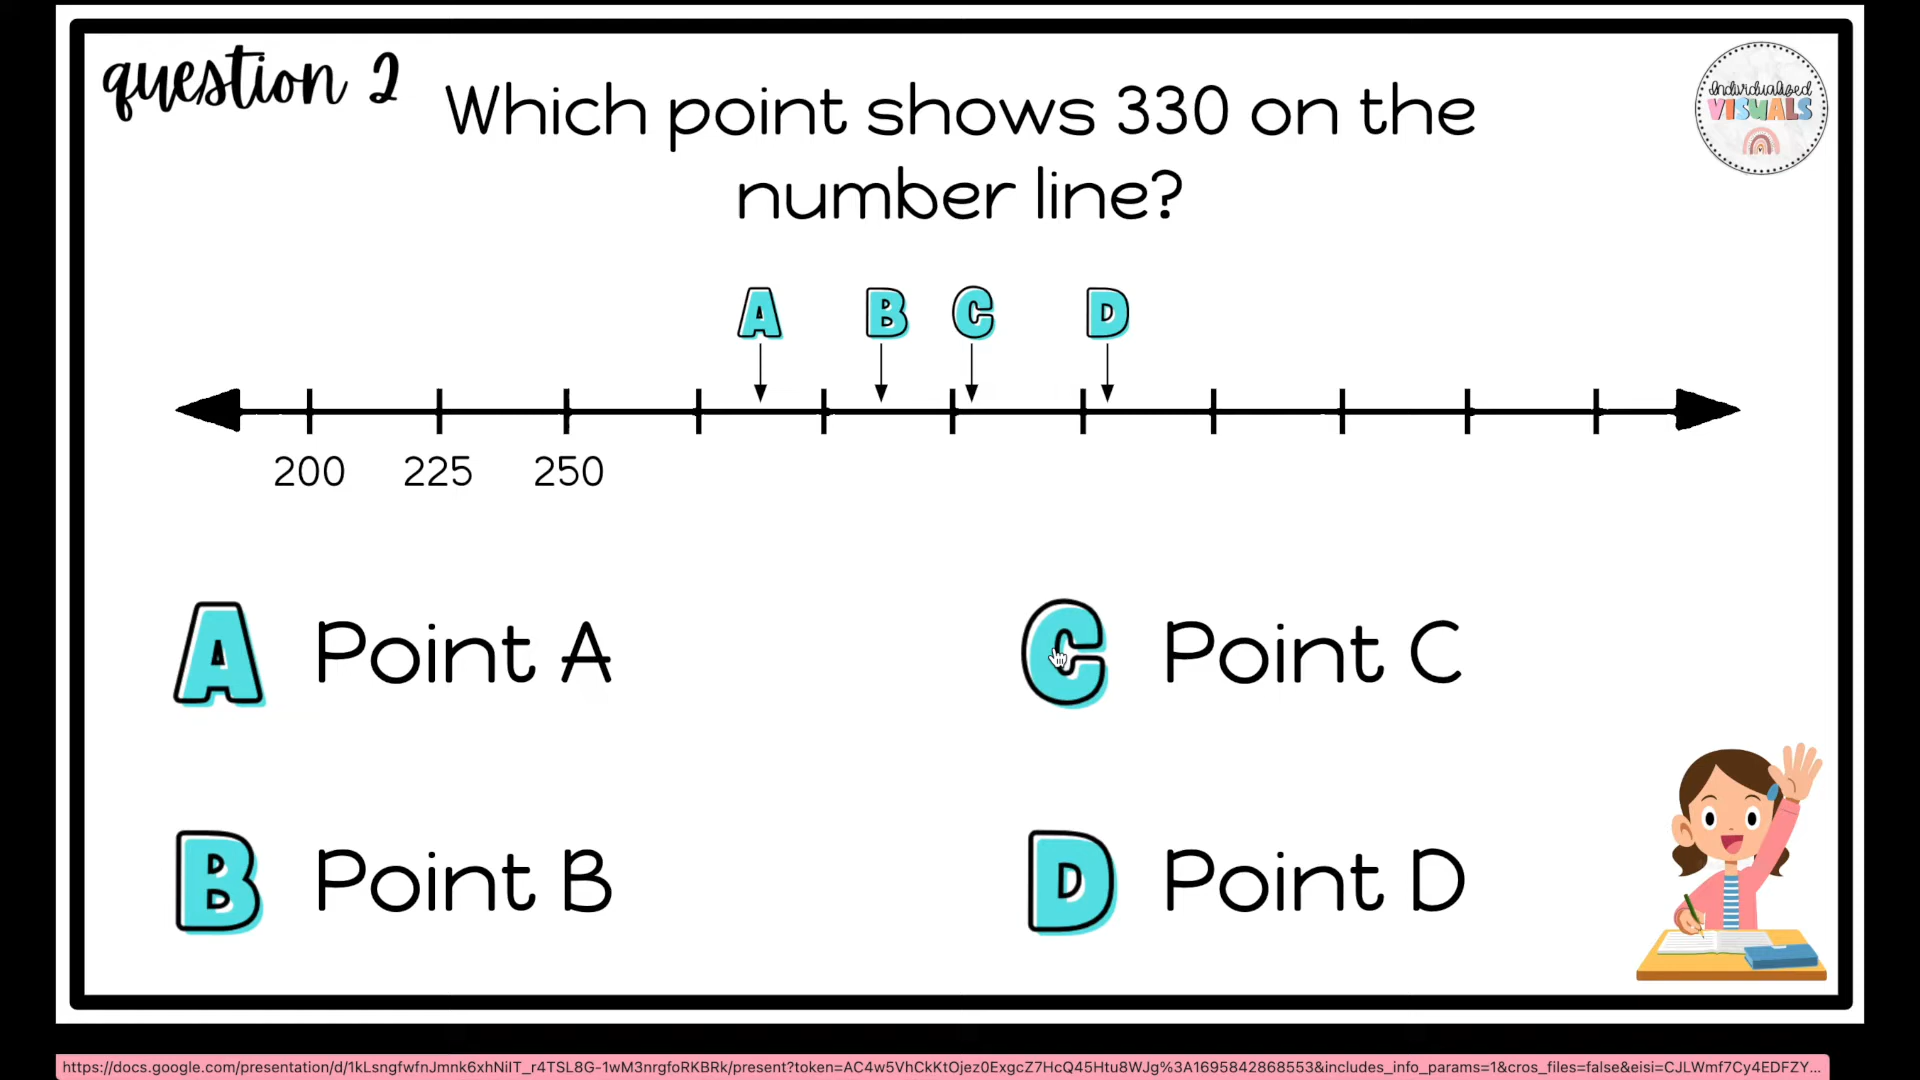 question 2
Which point shows 330 on the
number line?
Individualized
VISUALS
A B C D
200 225 250
A Point A
C Point C
B Point B
D Point D
https://docs.google.com/presentation/d/1kLsngfwfnJmnk6xhNiIT_r4TSL8G-1wM3nrgfoRKBRk/present?token=AC4w5VhCkKtOjez0ExgcZ7HcQ45Htu8WJg%3A1695842868553&includes_info_params=1&cros_files=false&eisi=CJLWmf7Cy4EDFZY...